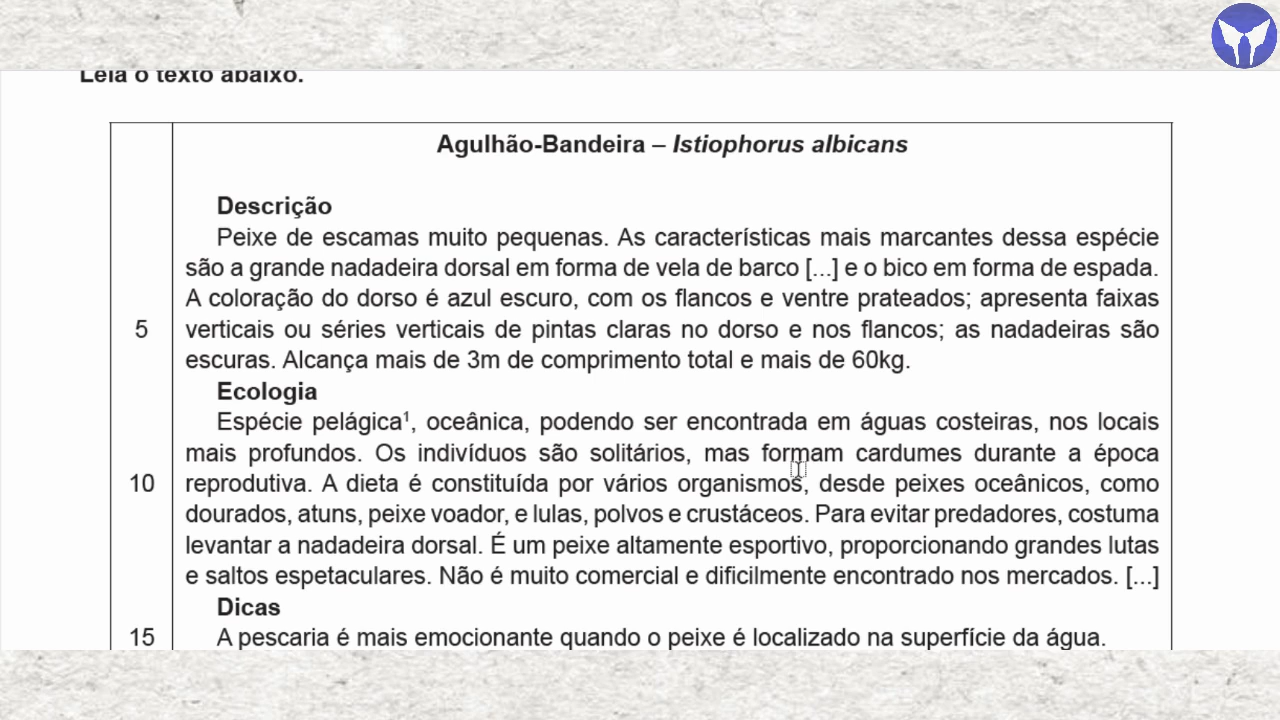 Leia o texto abaixo.
Agulhão-Bandeira – Istiophorus albicans
Descrição
Peixe de escamas muito pequenas. As características mais marcantes dessa espécie
são a grande nadadeira dorsal em forma de vela de barco [...] e o bico em forma de espada.
A coloração do dorso é azul escuro, com os flancos e ventre prateados; apresenta faixas
5 verticais ou séries verticais de pintas claras no dorso e nos flancos; as nadadeiras são
escuras. Alcança mais de 3m de comprimento total e mais de 60kg.
Ecologia
Espécie pelágica¹, oceânica, podendo ser encontrada em águas costeiras, nos locais
mais profundos. Os indivíduos são solitários, mas formam cardumes durante a época
10 reprodutiva. A dieta é constituída por vários organismos, desde peixes oceânicos, como
dourados, atuns, peixe voador, e lulas, polvos e crustáceos. Para evitar predadores, costuma
levantar a nadadeira dorsal. É um peixe altamente esportivo, proporcionando grandes lutas
e saltos espetaculares. Não é muito comercial e dificilmente encontrado nos mercados. [...]
Dicas
15 A pescaria é mais emocionante quando o peixe é localizado na superfície da água.